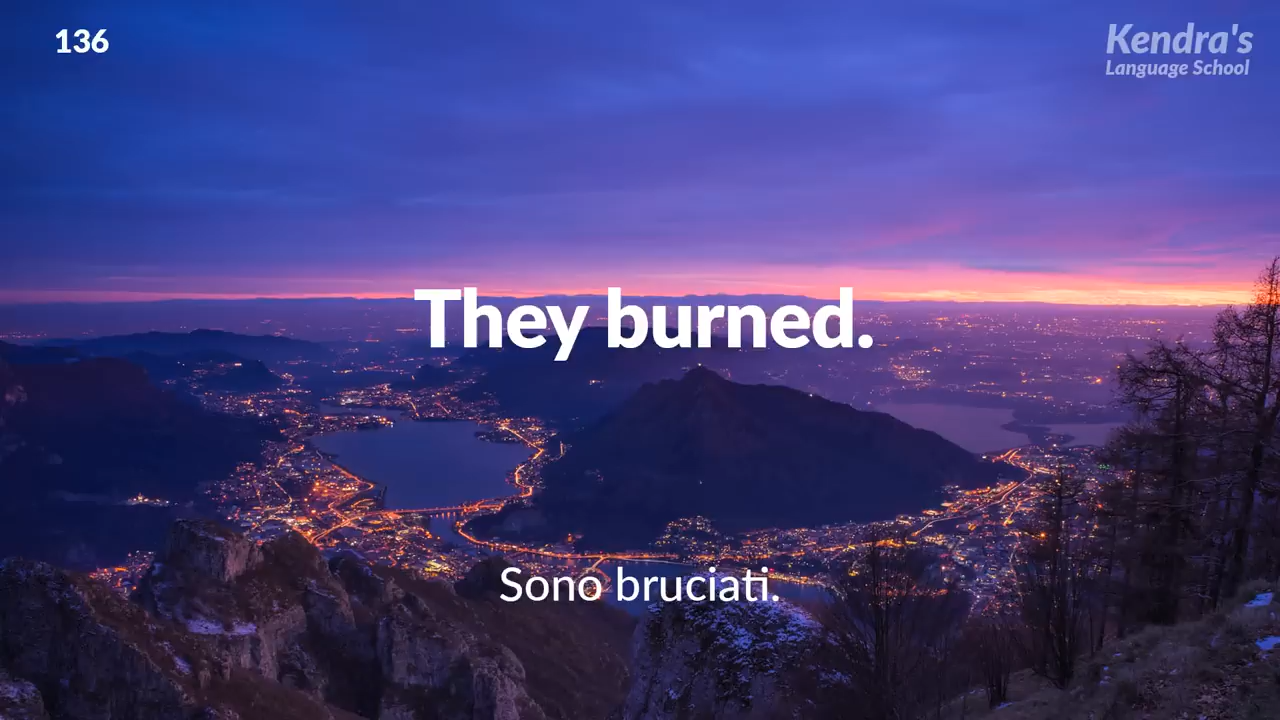 136
Kendra's
Language School
They burned.
Sono bruciati.